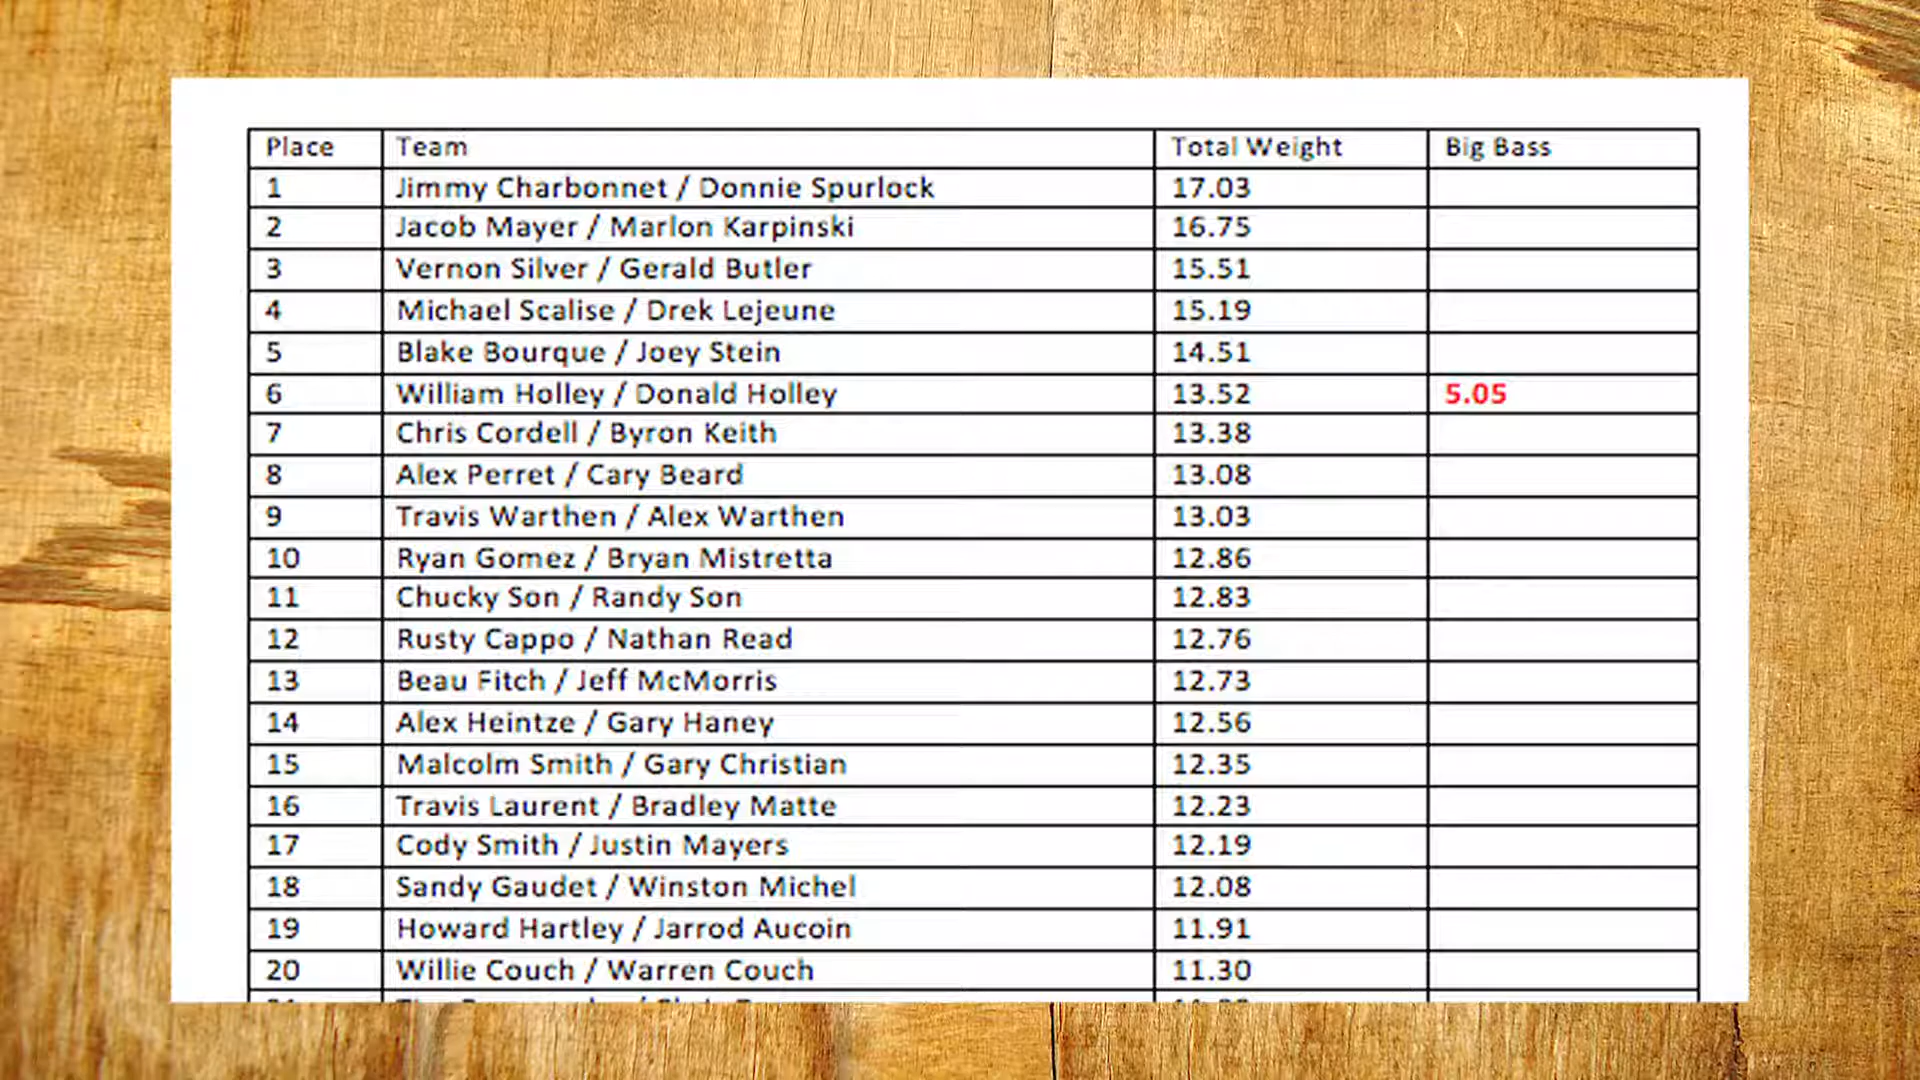 Place Team Total Weight Big Bass
1 Jimmy Charbonnet / Donnie Spurlock 17.03
2 Jacob Mayer / Marlon Karpinski 16.75
3 Vernon Silver / Gerald Butler 15.51
4 Michael Scalise / Drek Lejeune 15.19
5 Blake Bourque / Joey Stein 14.51
6 William Holley / Donald Holley 13.52 5.05
7 Chris Cordell / Byron Keith 13.38
8 Alex Perret / Cary Beard 13.08
9 Travis Warthen / Alex Warthen 13.03
10 Ryan Gomez / Bryan Mistretta 12.86
11 Chucky Son / Randy Son 12.83
12 Rusty Cappo / Nathan Read 12.76
13 Beau Fitch / Jeff McMorris 12.73
14 Alex Heintze / Gary Haney 12.56
15 Malcolm Smith / Gary Christian 12.35
16 Travis Laurent / Bradley Matte 12.23
17 Cody Smith / Justin Mayers 12.19
18 Sandy Gaudet / Winston Michel 12.08
19 Howard Hartley / Jarrod Aucoin 11.91
20 Willie Couch / Warren Couch 11.30